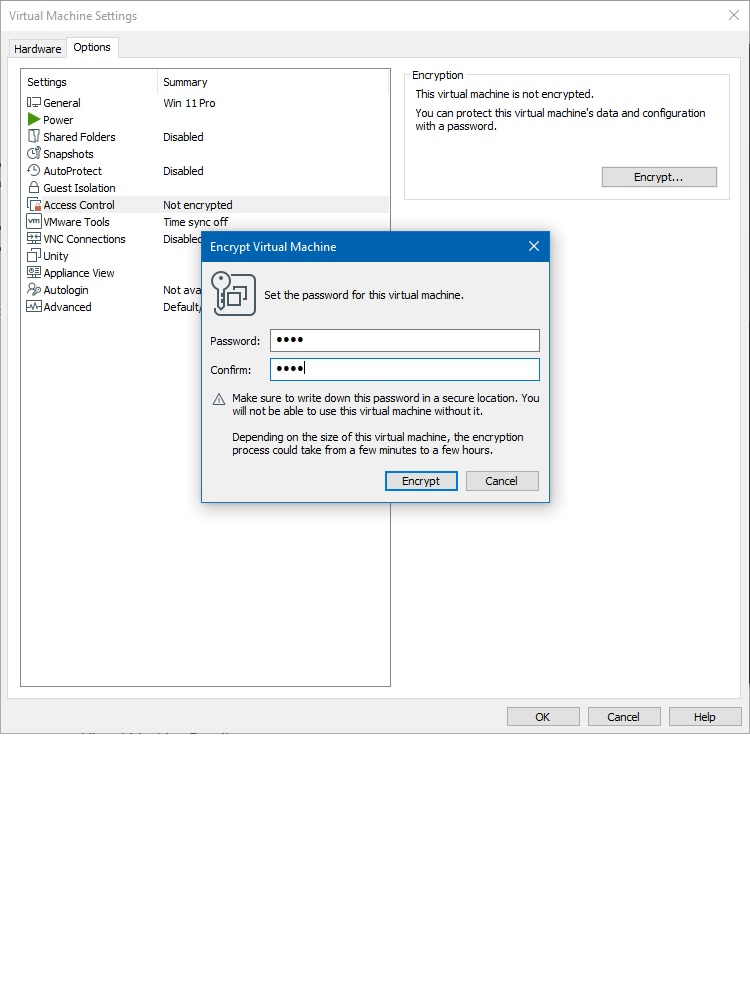 Virtual Machine Settings
Hardware Options
Settings Summary
General Win 11 Pro
Power
Shared Folders Disabled
Snapshots
AutoProtect Disabled
Guest Isolation
Access Control Not encrypted
vm VMware Tools Time sync off
VNC Connections Disabled
Unity
Appliance View
Autologin Not ava
Advanced Default/
Encryption
This virtual machine is not encrypted.
You can protect this virtual machine's data and configuration
with a password.
Encrypt...
Encrypt Virtual Machine
Set the password for this virtual machine.
Password: ••••
Confirm: ••••
Make sure to write down this password in a secure location. You
will not be able to use this virtual machine without it.
Depending on the size of this virtual machine, the encryption
process could take from a few minutes to a few hours.
Encrypt Cancel
OK Cancel Help